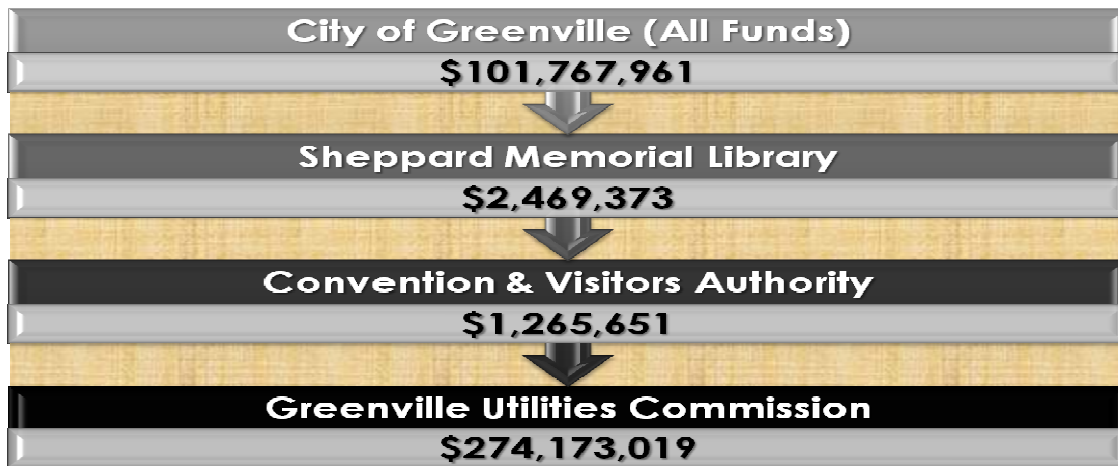 City of Greenville (All Funds)
$101,767,961
Sheppard Memorial Library
$2,469,373
Convention & Visitors Authority
$1,265,651
Greenville Utilities Commission
$274,173,019